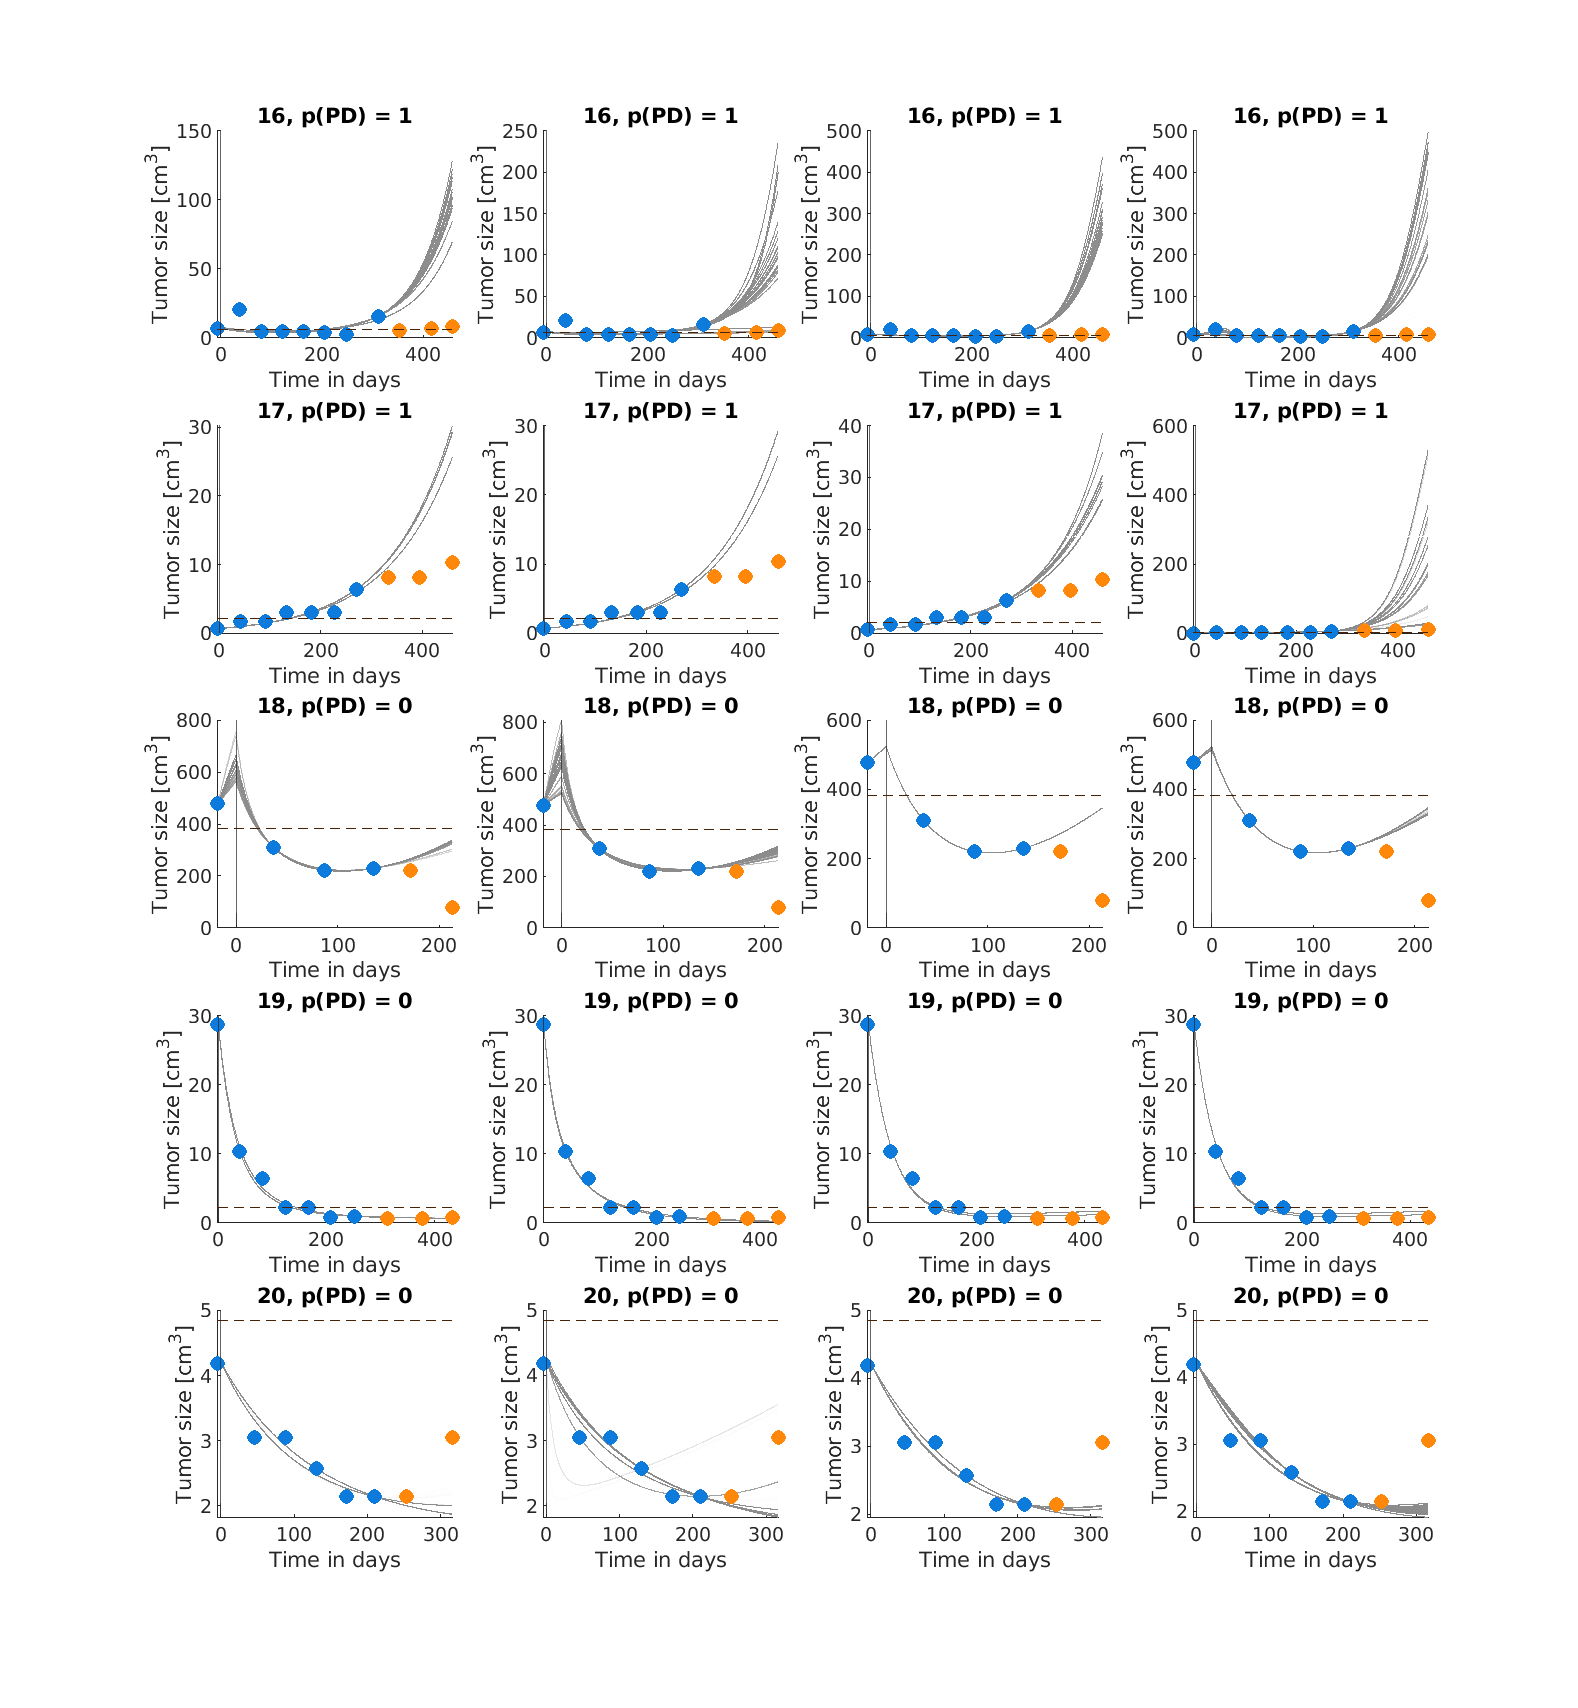 16, p(PD) = 1
16, p(PD) = 1
16, p(PD) = 1
16, p(PD) = 1
Tumor size [cm³]
150
100
50
0
0 200 400
Time in days
Tumor size [cm³]
250
200
150
100
50
0
0 200 400
Time in days
Tumor size [cm³]
500
400
300
200
100
0
0 200 400
Time in days
Tumor size [cm³]
500
400
300
200
100
0
0 200 400
Time in days
17, p(PD) = 1
17, p(PD) = 1
17, p(PD) = 1
17, p(PD) = 1
Tumor size [cm³]
30
20
10
0
0 200 400
Time in days
Tumor size [cm³]
30
20
10
0
0 200 400
Time in days
Tumor size [cm³]
40
30
20
10
0
0 200 400
Time in days
Tumor size [cm³]
600
400
200
0
0 200 400
Time in days
18, p(PD) = 0
18, p(PD) = 0
18, p(PD) = 0
18, p(PD) = 0
Tumor size [cm³]
800
600
400
200
0
0 100 200
Time in days
Tumor size [cm³]
800
600
400
200
0
0 100 200
Time in days
Tumor size [cm³]
600
400
200
0
0 100 200
Time in days
Tumor size [cm³]
600
400
200
0
0 100 200
Time in days
19, p(PD) = 0
19, p(PD) = 0
19, p(PD) = 0
19, p(PD) = 0
Tumor size [cm³]
30
20
10
0
0 200 400
Time in days
Tumor size [cm³]
30
20
10
0
0 200 400
Time in days
Tumor size [cm³]
30
20
10
0
0 200 400
Time in days
Tumor size [cm³]
30
20
10
0
0 200 400
Time in days
20, p(PD) = 0
20, p(PD) = 0
20, p(PD) = 0
20, p(PD) = 0
Tumor size [cm³]
5
4
3
2
0 100 200 300
Time in days
Tumor size [cm³]
5
4
3
2
0 100 200 300
Time in days
Tumor size [cm³]
5
4
3
2
0 100 200 300
Time in days
Tumor size [cm³]
5
4
3
2
0 100 200 300
Time in days